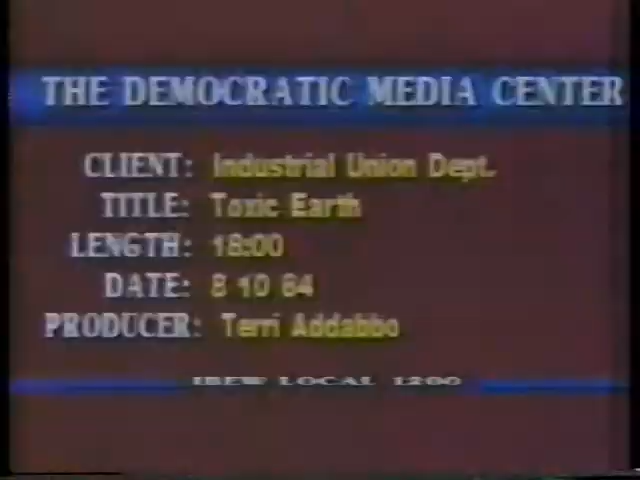 THE DEMOCRATIC MEDIA CENTER
CLIENT: Industrial Union Dept.
TITLE: Toxic Earth
LENGTH: 18:00
DATE: 8 10 84
PRODUCER: Terri Addabbo
IBEW LOCAL 1200